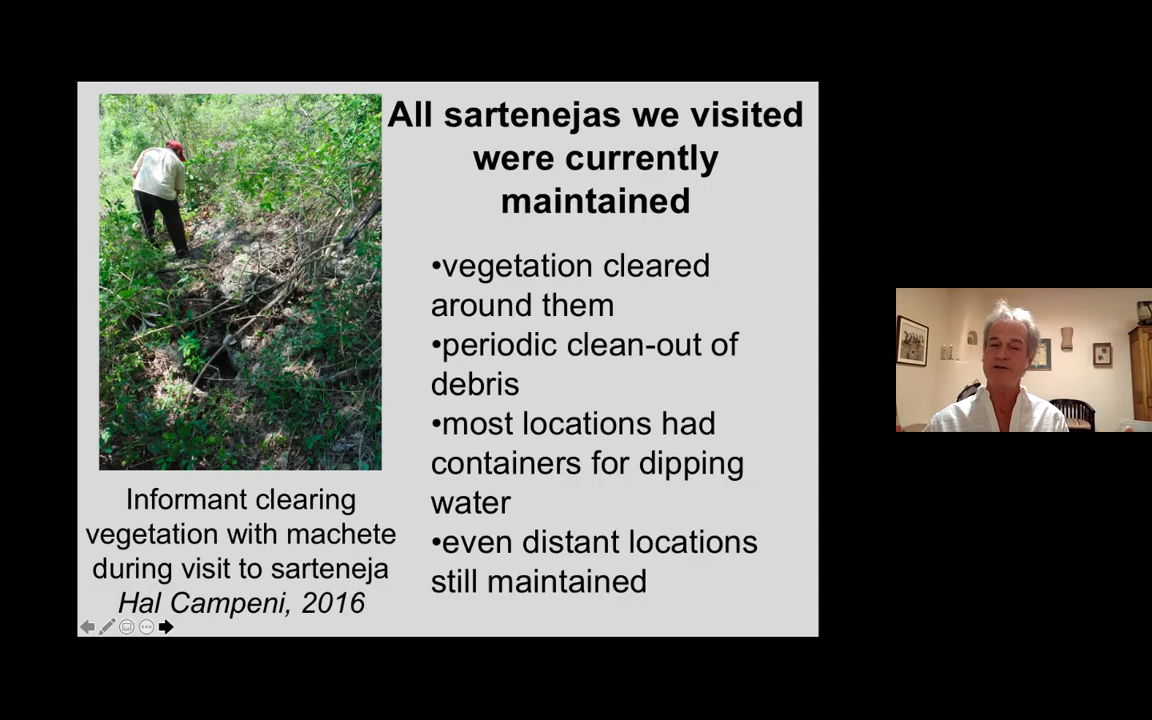 All sartenejas we visited
were currently
maintained
•vegetation cleared
around them
•periodic clean-out of
debris
•most locations had
containers for dipping
water
•even distant locations
still maintained
Informant clearing
vegetation with machete
during visit to sarteneja
Hal Campeni, 2016